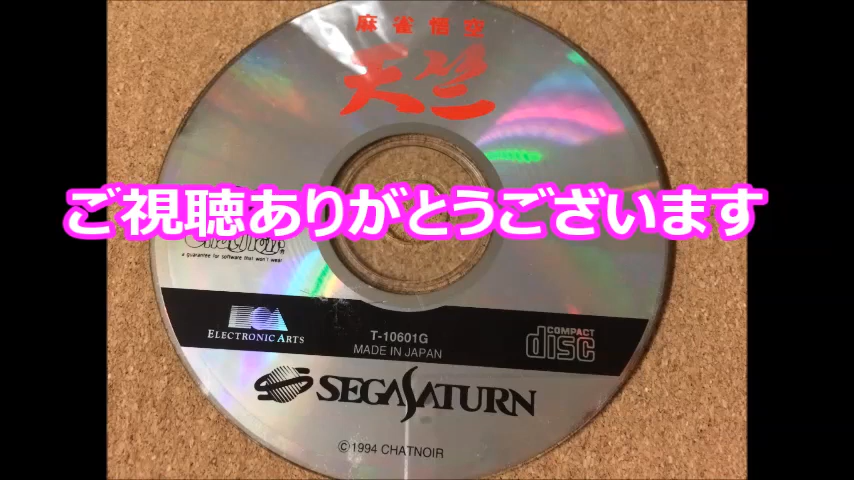 麻雀悟空
天竺
ご視聴ありがとうございます
ChatNoir®
a guarantee for software that won't wear
ELECTRONIC ARTS
T-10601G
MADE IN JAPAN
COMPACT
disc
SEGA SATURN
©1994 CHATNOIR